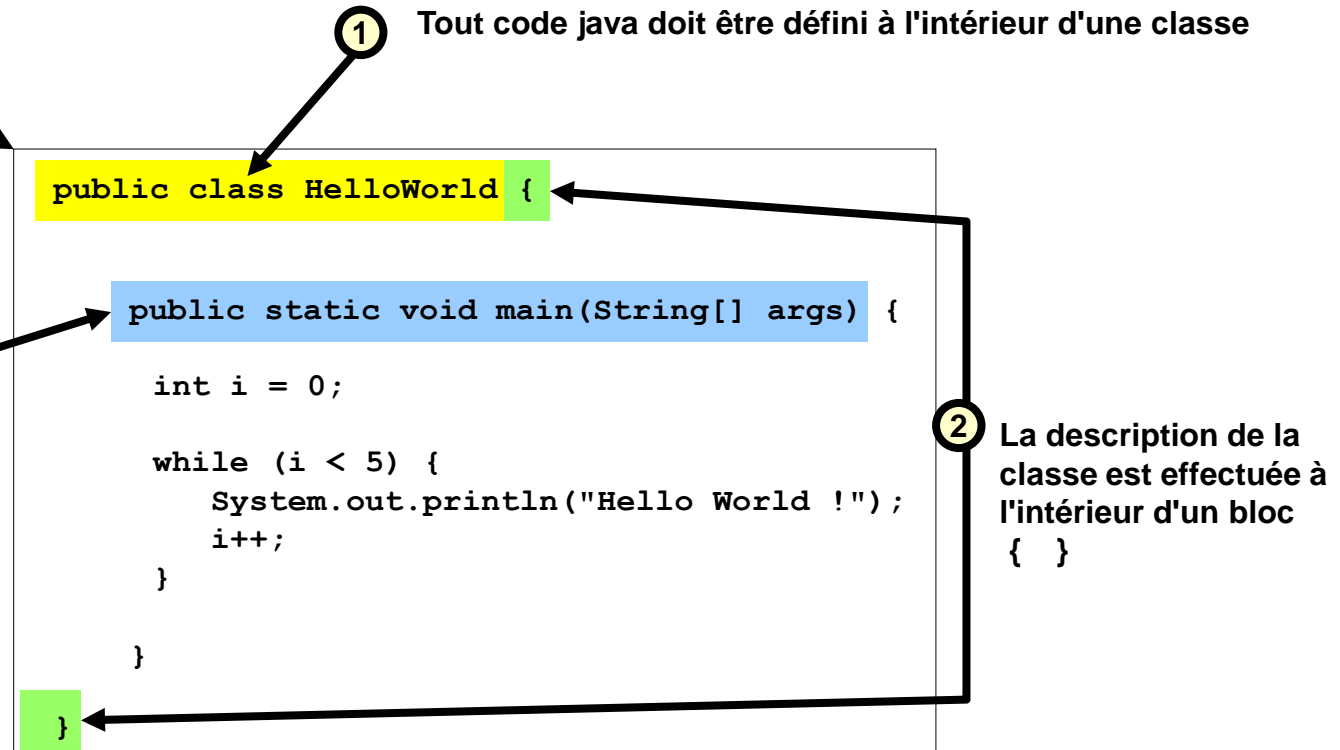 1 Tout code java doit être défini à l'intérieur d'une classe
public class HelloWorld {
public static void main(String[] args) {
int i = 0;
while (i < 5) {
System.out.println("Hello World !");
i++;
}
}
}
2 La description de la
classe est effectuée à
l'intérieur d'un bloc
{ }